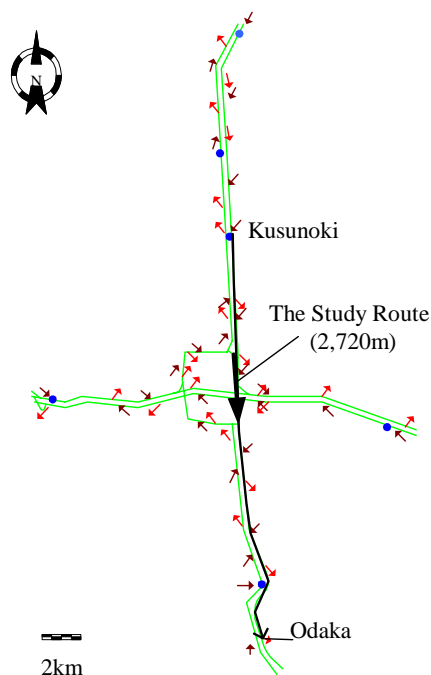 N
Kusunoki
The Study Route
(2,720m)
Odaka
2km